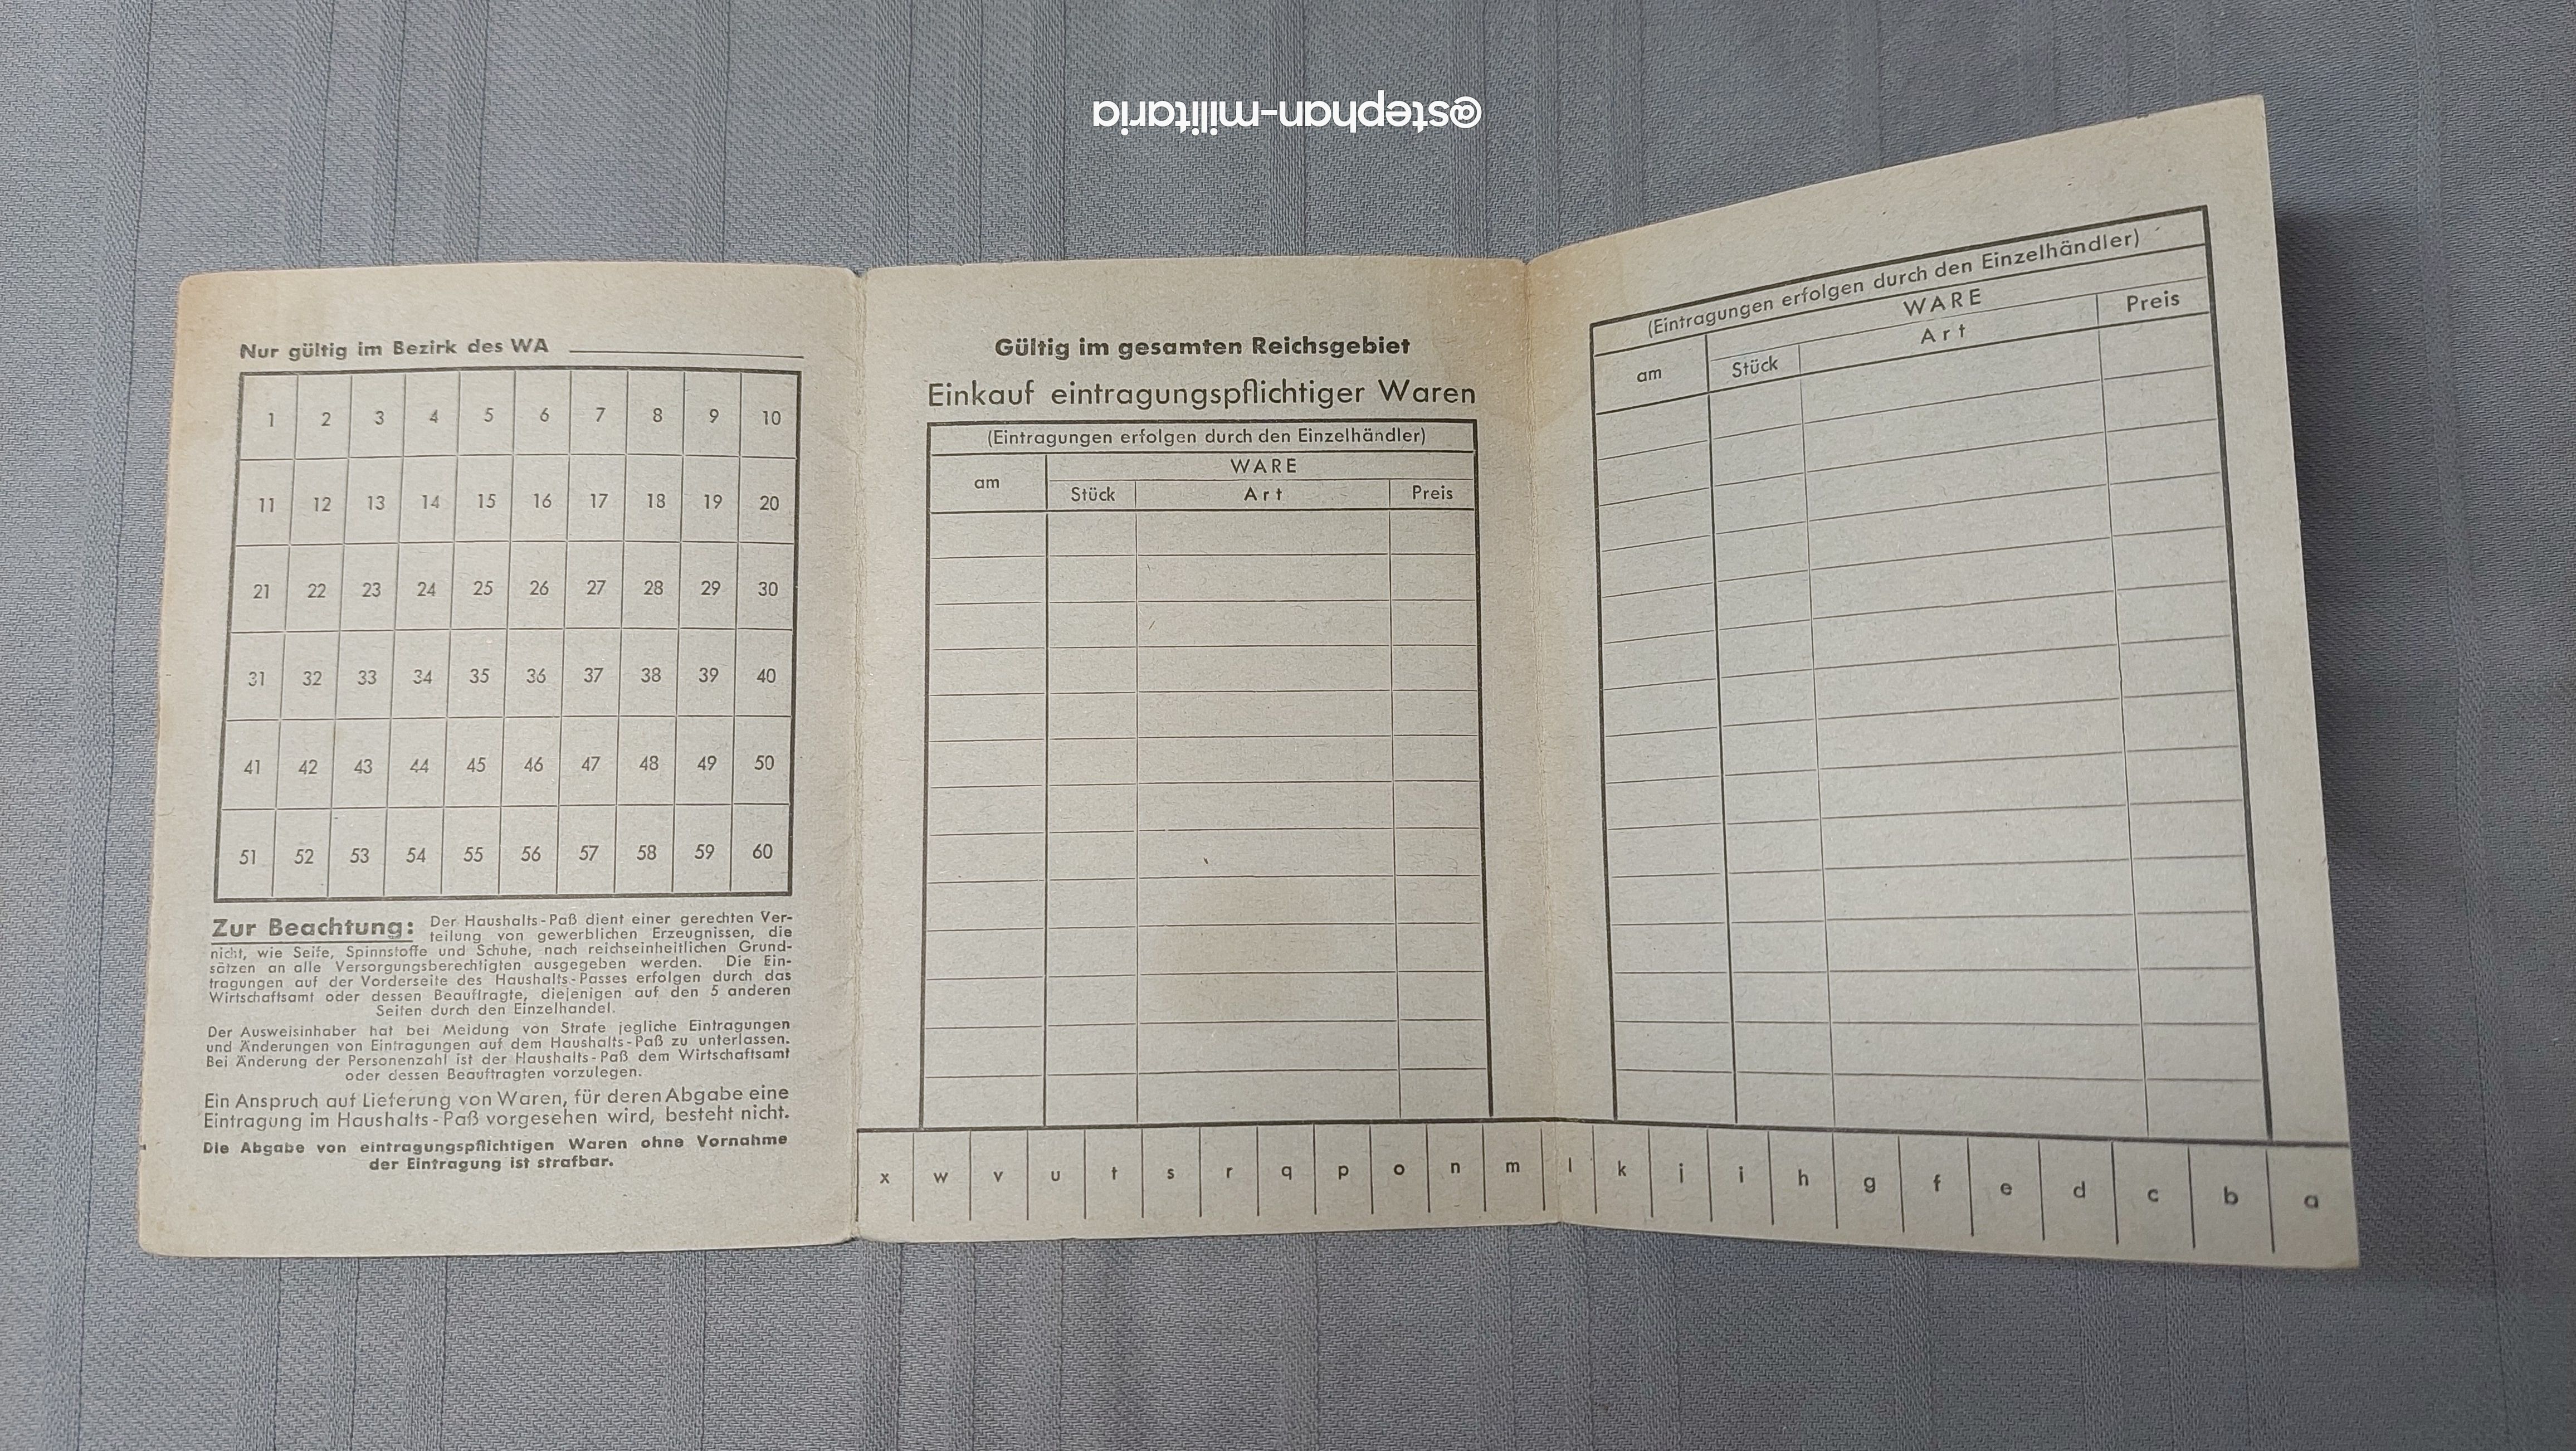 @stephan-militaria
Nur gültig im Bezirk des WA
1 2 3 4 5 6 7 8 9 10
11 12 13 14 15 16 17 18 19 20
21 22 23 24 25 26 27 28 29 30
31 32 33 34 35 36 37 38 39 40
41 42 43 44 45 46 47 48 49 50
51 52 53 54 55 56 57 58 59 60
Zur Beachtung: Der Haushalts-Paß dient einer gerechten Ver-
teilung von gewerblichen Erzeugnissen, die
nicht, wie Seife, Spinnstoffe und Schuhe, nach reichseinheitlichen Grund-
sätzen an alle Versorgungsberechtigten ausgegeben werden. Die Ein-
tragungen auf der Vorderseite des Haushalts-Passes erfolgen durch das
Wirtschaftsamt oder dessen Beauftragte, diejenigen auf den 5 anderen
Seiten durch den Einzelhandel.
Der Ausweisinhaber hat bei Meidung von Strafe jegliche Eintragungen
und Änderungen von Eintragungen auf dem Haushalts-Paß zu unterlassen.
Bei Änderung der Personenzahl ist der Haushalts-Paß dem Wirtschaftsamt
oder dessen Beauftragten vorzulegen.
Ein Anspruch auf Lieferung von Waren, für deren Abgabe eine
Eintragung im Haushalts-Paß vorgesehen wird, besteht nicht.
Die Abgabe von eintragungspflichtigen Waren ohne Vornahme
der Eintragung ist strafbar.
Gültig im gesamten Reichsgebiet
Einkauf eintragungspflichtiger Waren
(Eintragungen erfolgen durch den Einzelhändler)
WARE
am Stück Art Preis
(Eintragungen erfolgen durch den Einzelhändler)
WARE
am Stück Art Preis
x w v u t s r q p o n m l k j i h g f e d c b a